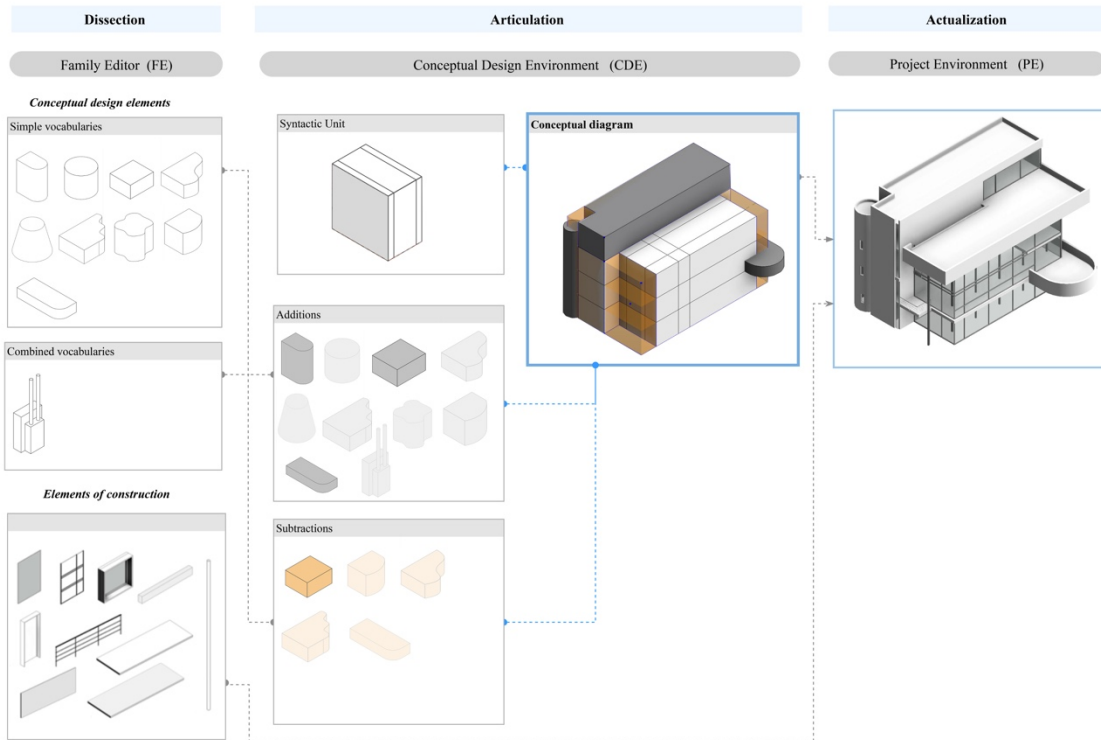 Dissection
Articulation
Actualization
Family Editor (FE)
Conceptual Design Environment (CDE)
Project Environment (PE)
Conceptual design elements
Simple vocabularies
Syntactic Unit
Conceptual diagram
Additions
Combined vocabularies
Elements of construction
Subtractions